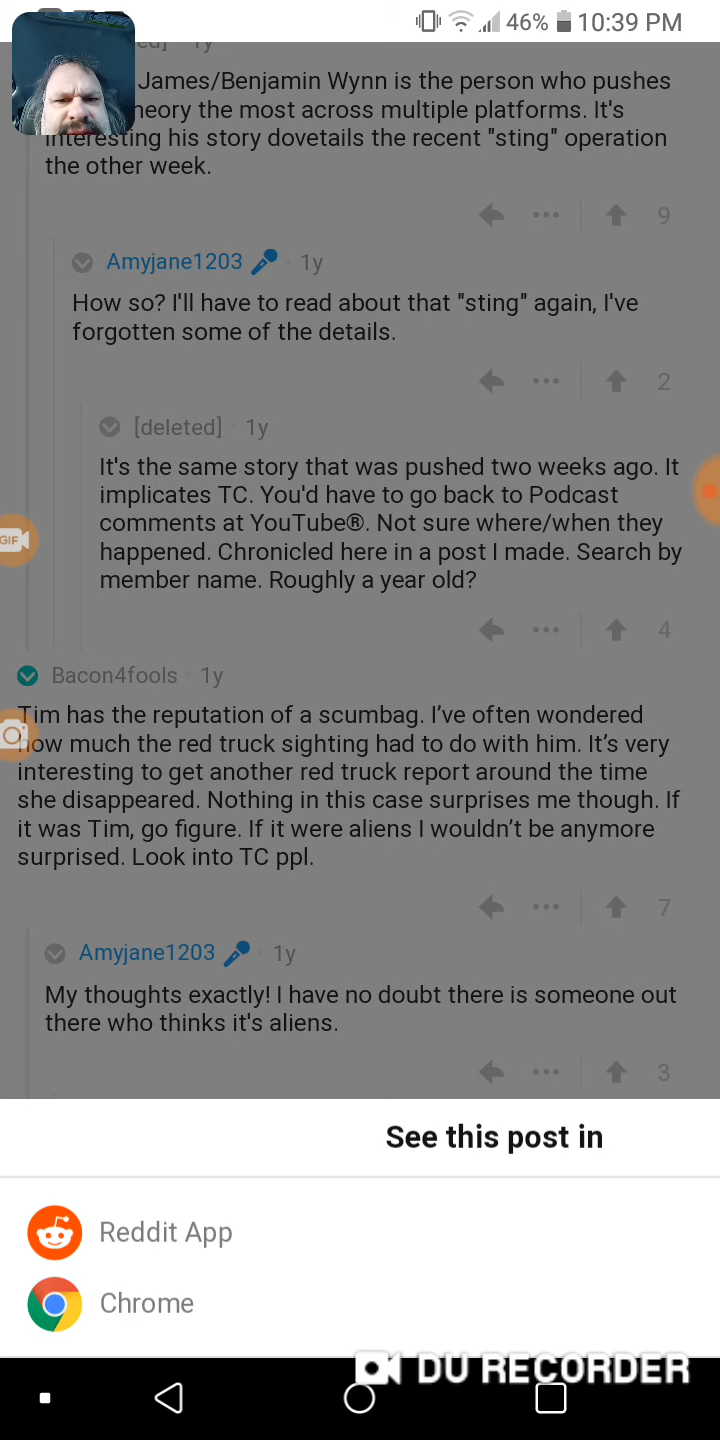 46% 10:39 PM
ed] · 1y
James/Benjamin Wynn is the person who pushes
heory the most across multiple platforms. It's
interesting his story dovetails the recent "sting" operation
the other week.
9
Amyjane1203 · 1y
How so? I'll have to read about that "sting" again, I've
forgotten some of the details.
2
[deleted] · 1y
It's the same story that was pushed two weeks ago. It
implicates TC. You'd have to go back to Podcast
comments at YouTube®. Not sure where/when they
happened. Chronicled here in a post I made. Search by
member name. Roughly a year old?
4
GIF
Bacon4fools · 1y
Tim has the reputation of a scumbag. I’ve often wondered
how much the red truck sighting had to do with him. It’s very
interesting to get another red truck report around the time
she disappeared. Nothing in this case surprises me though. If
it was Tim, go figure. If it were aliens I wouldn’t be anymore
surprised. Look into TC ppl.
7
Amyjane1203 · 1y
My thoughts exactly! I have no doubt there is someone out
there who thinks it's aliens.
3
See this post in
Reddit App
Chrome
DU RECORDER